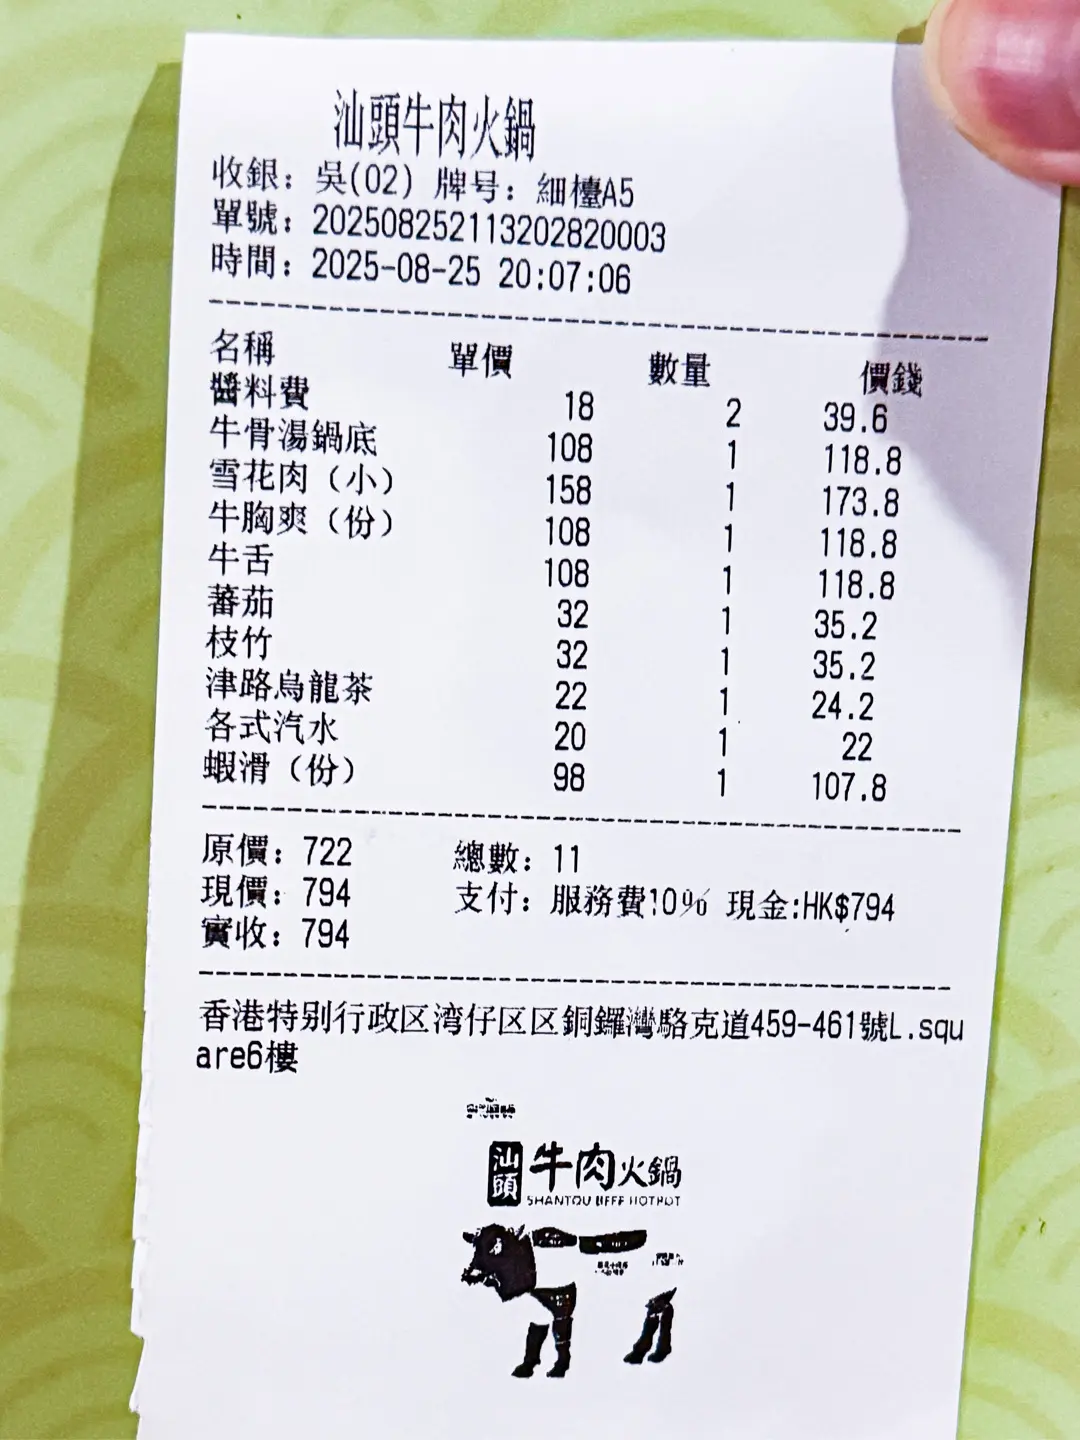 汕頭牛肉火鍋
收銀: 吳(02) 牌号: 細檯A5
單號: 202508252113202820003
時間: 2025-08-25 20:07:06
名稱 單價 數量 價錢
醬料費 18 2 39.6
牛骨湯鍋底 108 1 118.8
雪花肉（小） 158 1 173.8
牛胸爽（份） 108 1 118.8
牛舌 108 1 118.8
蕃茄 32 1 35.2
枝竹 32 1 35.2
津路烏龍茶 22 1 24.2
各式汽水 20 1 22
蝦滑（份） 98 1 107.8
原價: 722 總數: 11
現價: 794 支付: 服務費10% 現金:HK$794
實收: 794
香港特别行政区湾仔区区銅鑼灣駱克道459-461號L.squ
are6樓
汕頭 牛肉火鍋
SHANTOU BEEF HOTPOT